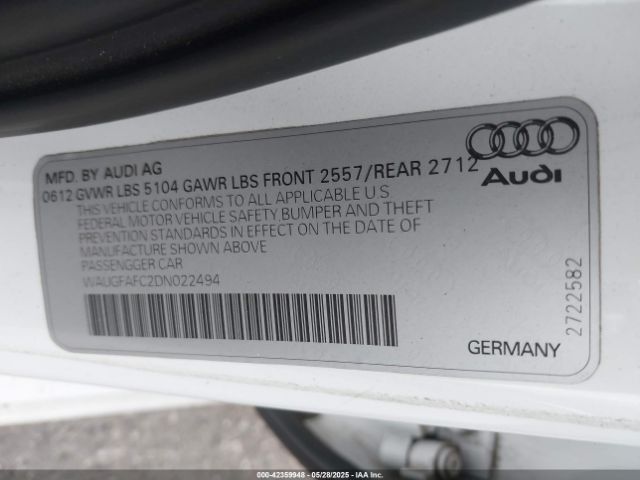 MFD. BY AUDI AG
0612 GVWR LBS 5104 GAWR LBS FRONT 2557/REAR 2712
THIS VEHICLE CONFORMS TO ALL APPLICABLE U.S
FEDERAL MOTOR VEHICLE SAFETY, BUMPER AND THEFT
PREVENTION STANDARDS IN EFFECT ON THE DATE OF
MANUFACTURE SHOWN ABOVE
PASSENGGER CAR
WAUGFAFC2DN022494
Audi
2722582
GERMANY
000-42359948 - 05/28/2025 - IAAI, Inc.